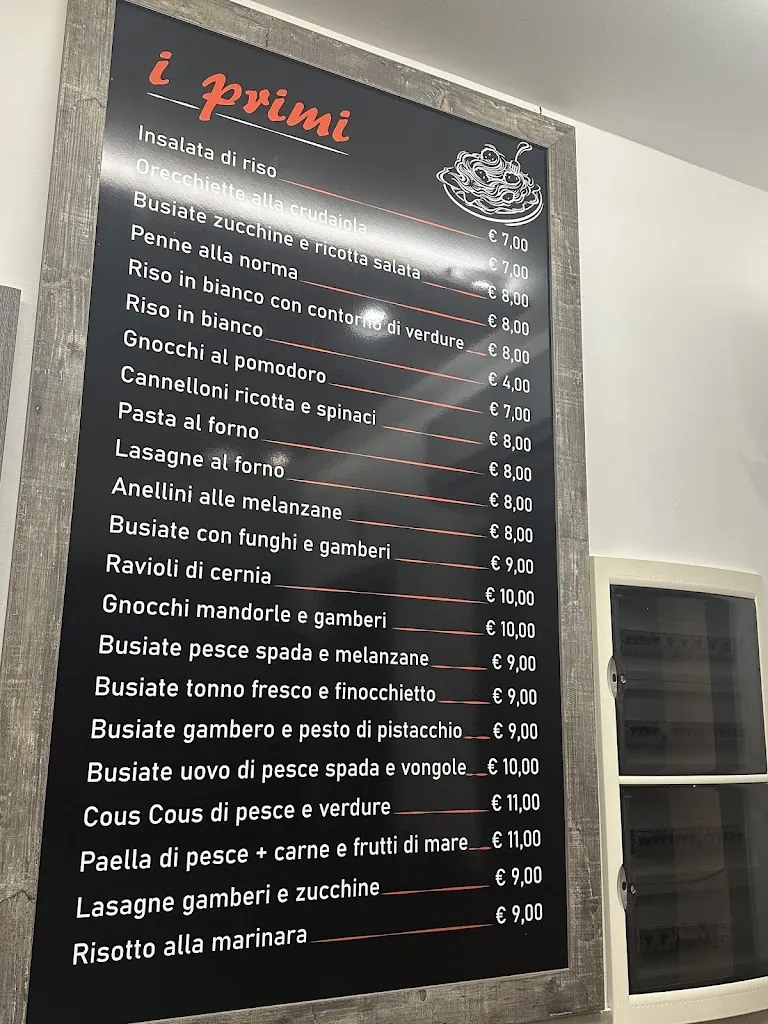 i primi
Insalata di riso € 7,00
Orecchiette alla crudaiola € 7,00
Busiate zucchine e ricotta salata € 8,00
Penne alla norma € 8,00
Riso in bianco con contorno di verdure € 8,00
Riso in bianco € 4,00
Gnocchi al pomodoro € 7,00
Cannelloni ricotta e spinaci € 8,00
Pasta al forno € 8,00
Lasagne al forno € 8,00
Anellini alle melanzane € 8,00
Busiate con funghi e gamberi € 9,00
Ravioli di cernia € 10,00
Gnocchi mandorle e gamberi € 10,00
Busiate pesce spada e melanzane € 9,00
Busiate tonno fresco e finocchietto € 9,00
Busiate gambero e pesto di pistacchio € 9,00
Busiate uovo di pesce spada e vongole € 10,00
Cous Cous di pesce e verdure € 11,00
Paella di pesce + carne e frutti di mare € 11,00
Lasagne gamberi e zucchine € 9,00
Risotto alla marinara € 9,00